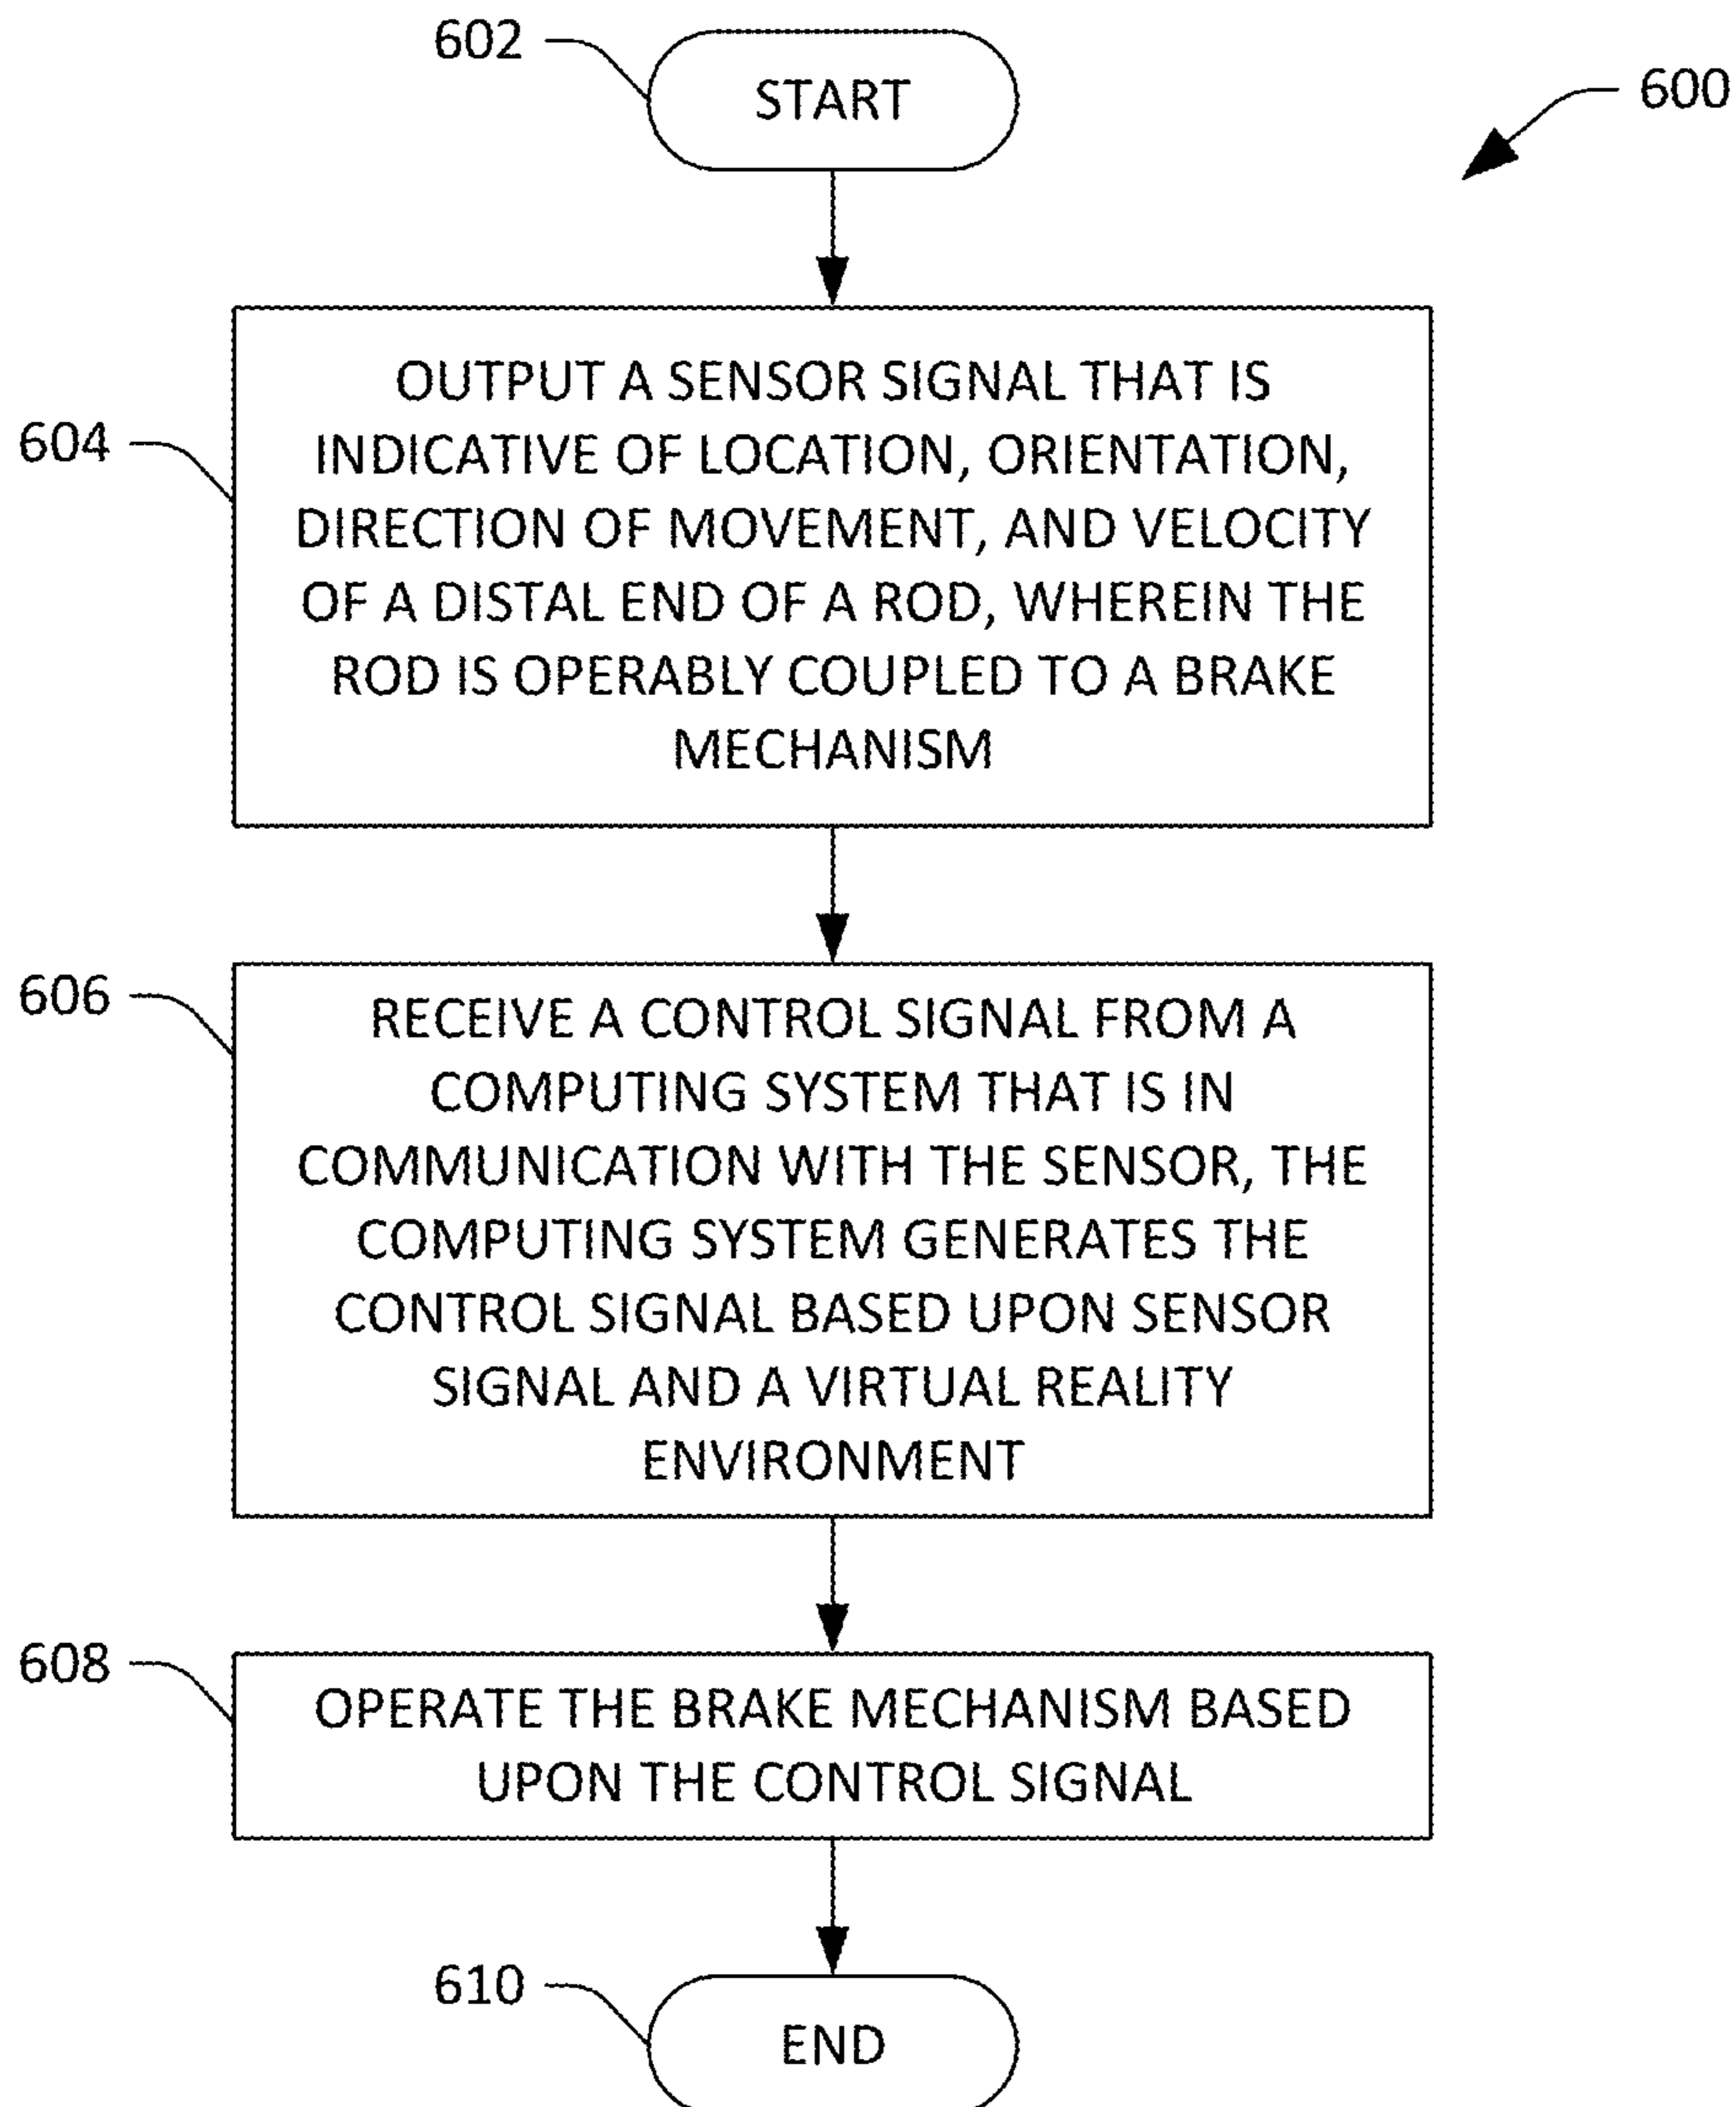 602
START
600
604
OUTPUT A SENSOR SIGNAL THAT IS
INDICATIVE OF LOCATION, ORIENTATION,
DIRECTION OF MOVEMENT, AND VELOCITY
OF A DISTAL END OF A ROD, WHEREIN THE
ROD IS OPERABLY COUPLED TO A BRAKE
MECHANISM
606
RECEIVE A CONTROL SIGNAL FROM A
COMPUTING SYSTEM THAT IS IN
COMMUNICATION WITH THE SENSOR, THE
COMPUTING SYSTEM GENERATES THE
CONTROL SIGNAL BASED UPON SENSOR
SIGNAL AND A VIRTUAL REALITY
ENVIRONMENT
608
OPERATE THE BRAKE MECHANISM BASED
UPON THE CONTROL SIGNAL
610
END